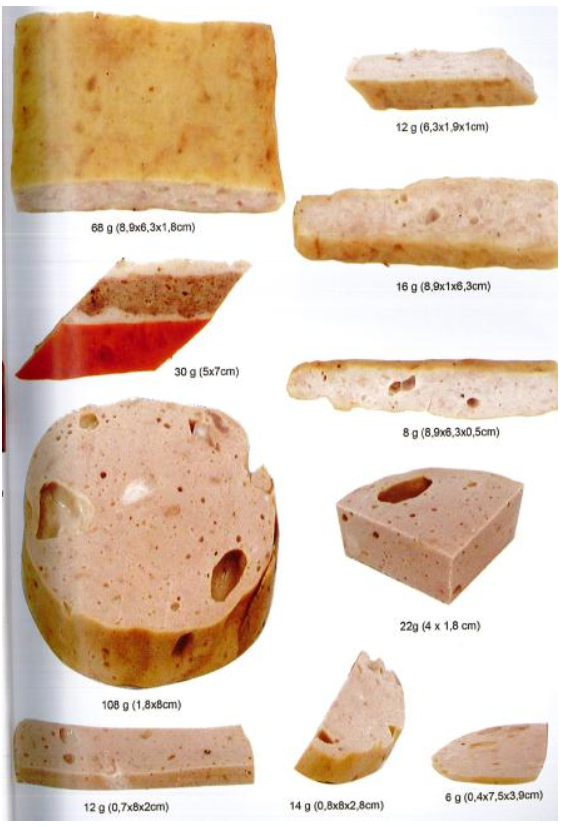 12 g (6,3x1,9x1cm)
68 g (8,9x6,3x1,8cm)
16 g (8,9x1x6,3cm)
30 g (5x7cm)
8 g (8,9x6,3x0,5cm)
22g (4 x 1,8 cm)
108 g (1,8x8cm)
12 g (0,7x8x2cm)
14 g (0,8x8x2,8cm)
6 g (0,4x7,5x3,9cm)